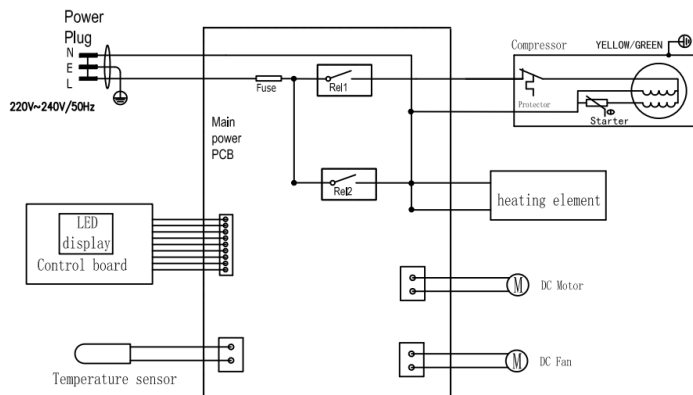 Power
Plug
N
E
L
220V~240V/50Hz
Fuse
Rel1
Rel2
Main
power
PCB
Compressor
YELLOW/GREEN
Protector
Starter
heating element
LED
display
Control board
M
DC Motor
M
DC Fan
Temperature sensor